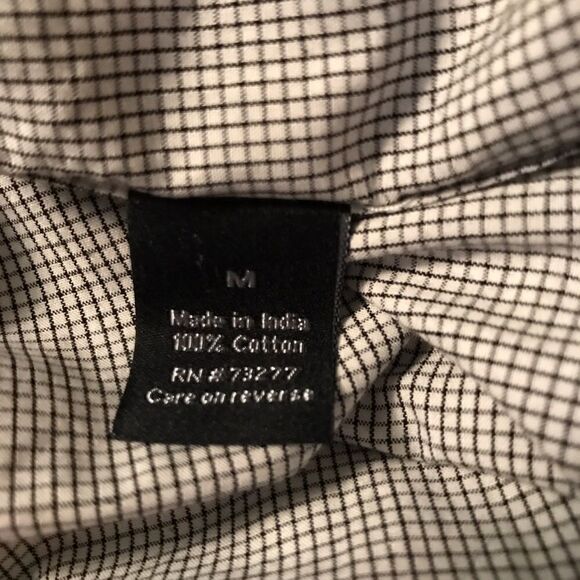 M
Made in India
100% Cotton
RN # 73277
Care on reverse